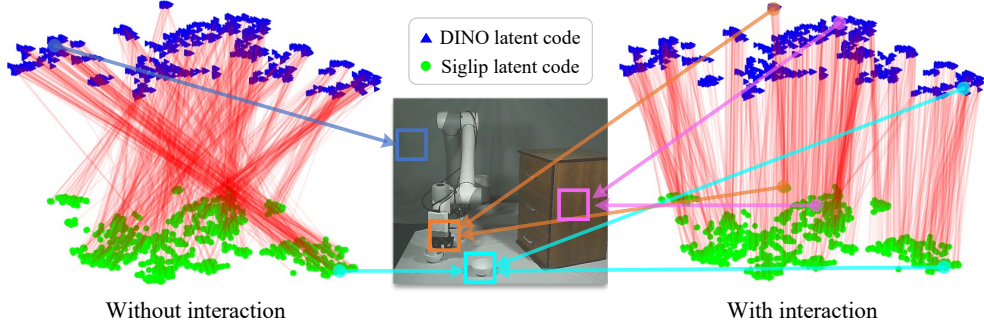 DINO latent code
Siglip latent code
Without interaction
With interaction